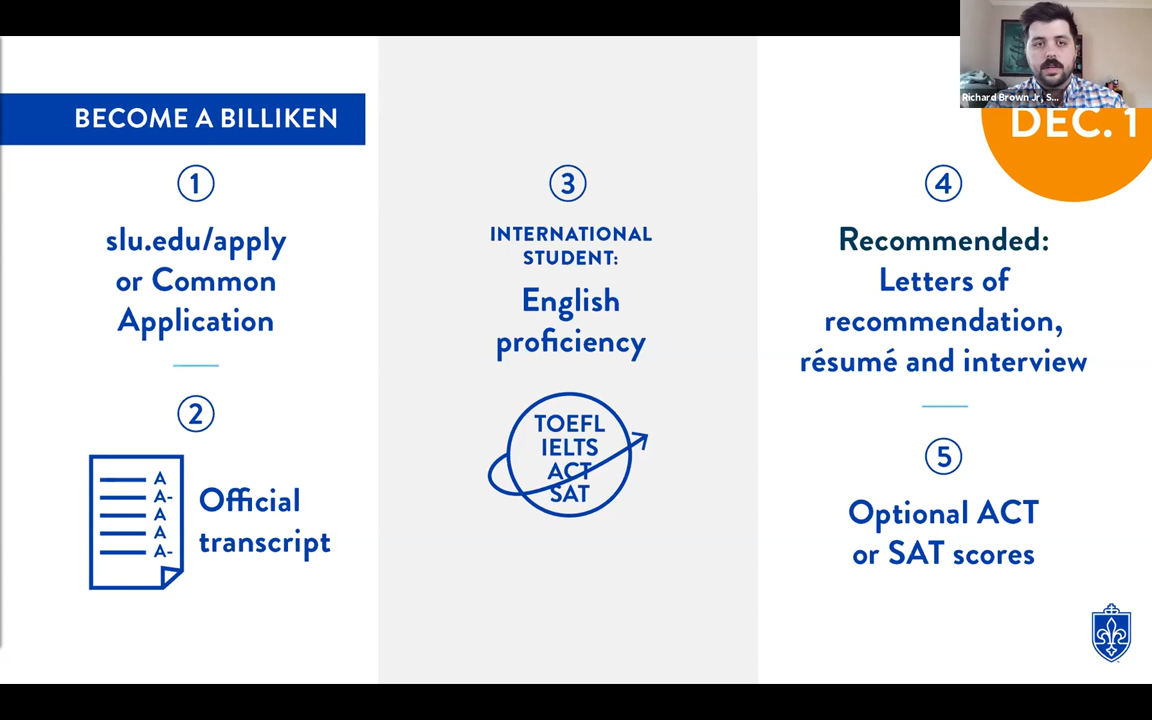 BECOME A BILLIKEN
1
slu.edu/apply
or Common
Application
2
A
A-
A
A
A-
Official
transcript
3
INTERNATIONAL
STUDENT:
English
proficiency
TOEFL
IELTS
ACT
SAT
Richard Brown Jr, S...
DEC. 1
4
Recommended:
Letters of
recommendation,
résumé and interview
5
Optional ACT
or SAT scores